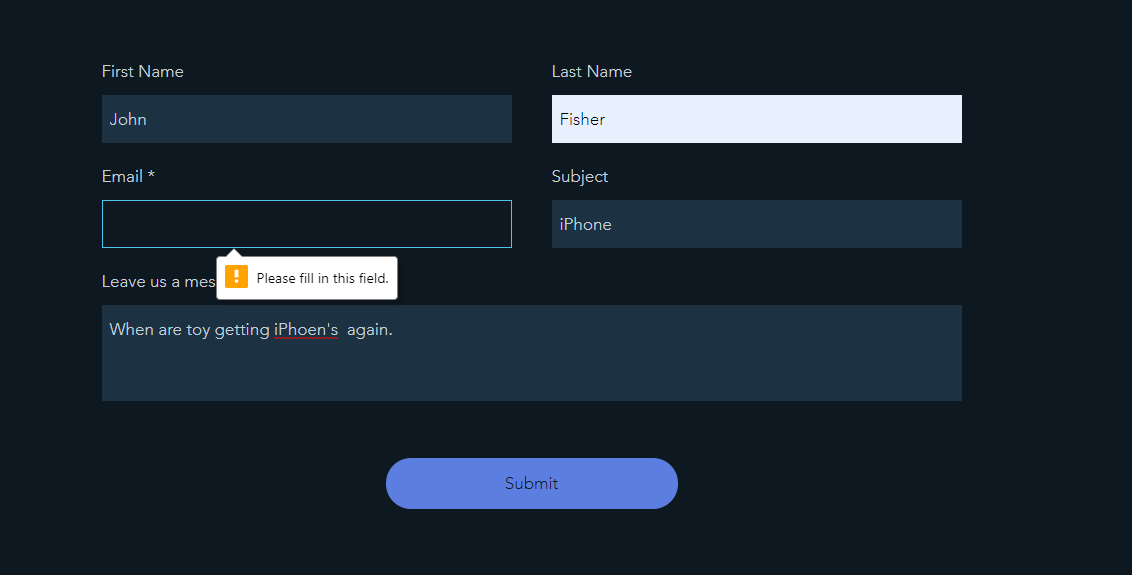 First Name
Last Name
John
Fisher
Email *
Subject
iPhone
Please fill in this field.
Leave us a mes
When are toy getting iPhoen's  again.
Submit